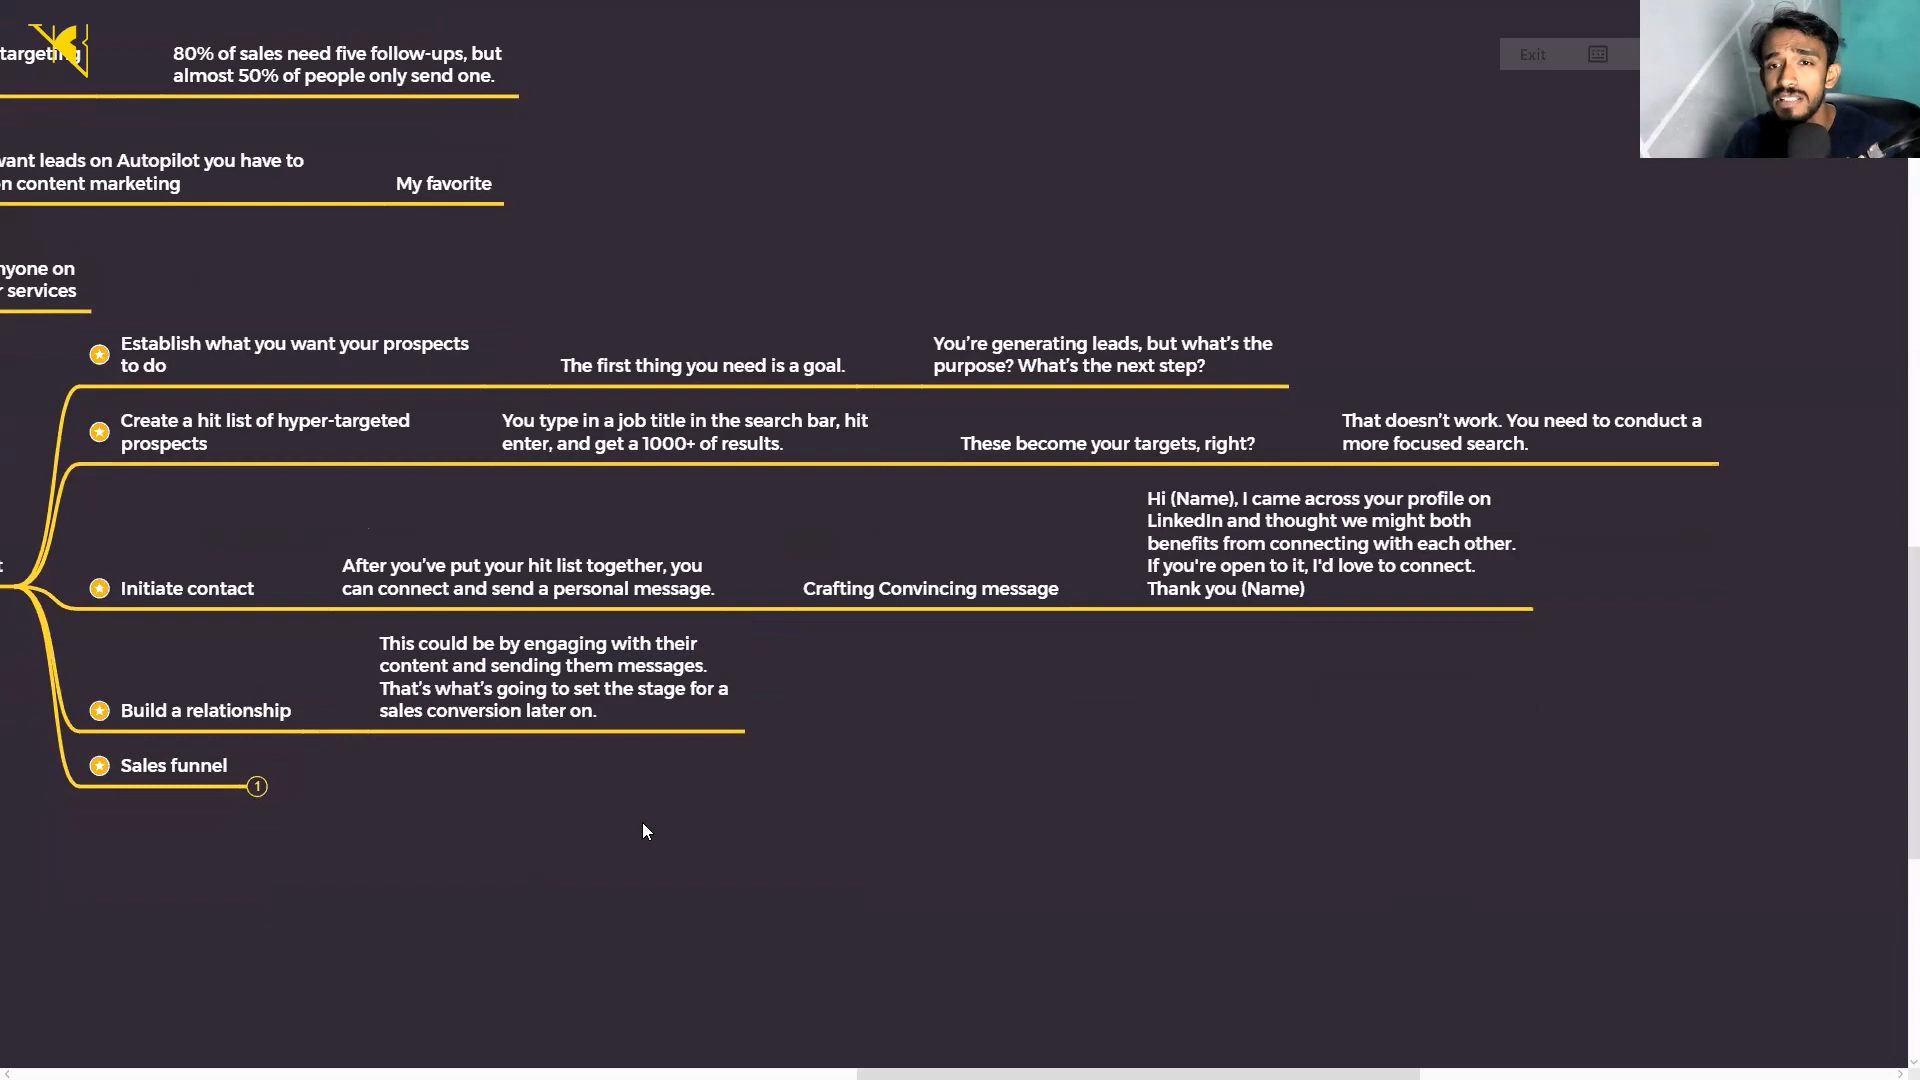 targeting
80% of sales need five follow-ups, but
almost 50% of people only send one.
Exit
want leads on Autopilot you have to
on content marketing
My favorite
nyone on
r services
Establish what you want your prospects
to do
The first thing you need is a goal.
You're generating leads, but what's the
purpose? What's the next step?
Create a hit list of hyper-targeted
prospects
You type in a job title in the search bar, hit
enter, and get a 1000+ of results.
These become your targets, right?
That doesn't work. You need to conduct a
more focused search.
Initiate contact
After you've put your hit list together, you
can connect and send a personal message.
Crafting Convincing message
Hi (Name), I came across your profile on
LinkedIn and thought we might both
benefits from connecting with each other.
If you're open to it, I'd love to connect.
Thank you (Name)
t
Build a relationship
This could be by engaging with their
content and sending them messages.
That's what's going to set the stage for a
sales conversion later on.
Sales funnel
1